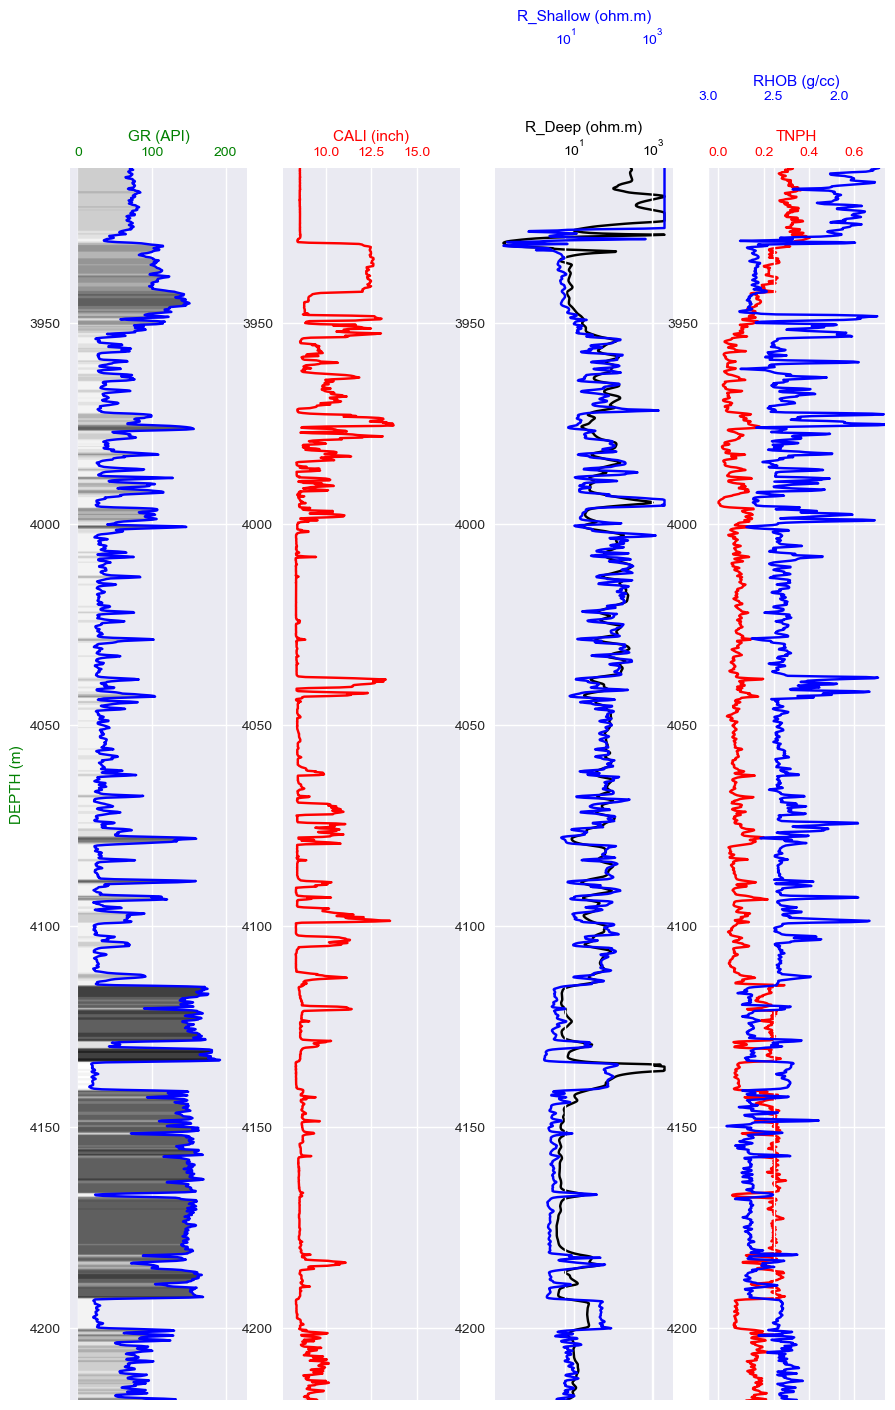 R_Shallow (ohm.m)
10^1 10^3
RHOB (g/cc)
3.0 2.5 2.0
GR (API) CALI (inch) R_Deep (ohm.m) TNPH
0 100 200 10.0 12.5 15.0 10^1 10^3 0.0 0.2 0.4 0.6
3950 3950 3950 3950
4000 4000 4000 4000
4050 4050 4050 4050
DEPTH (m)
4100 4100 4100 4100
4150 4150 4150 4150
4200 4200 4200 4200